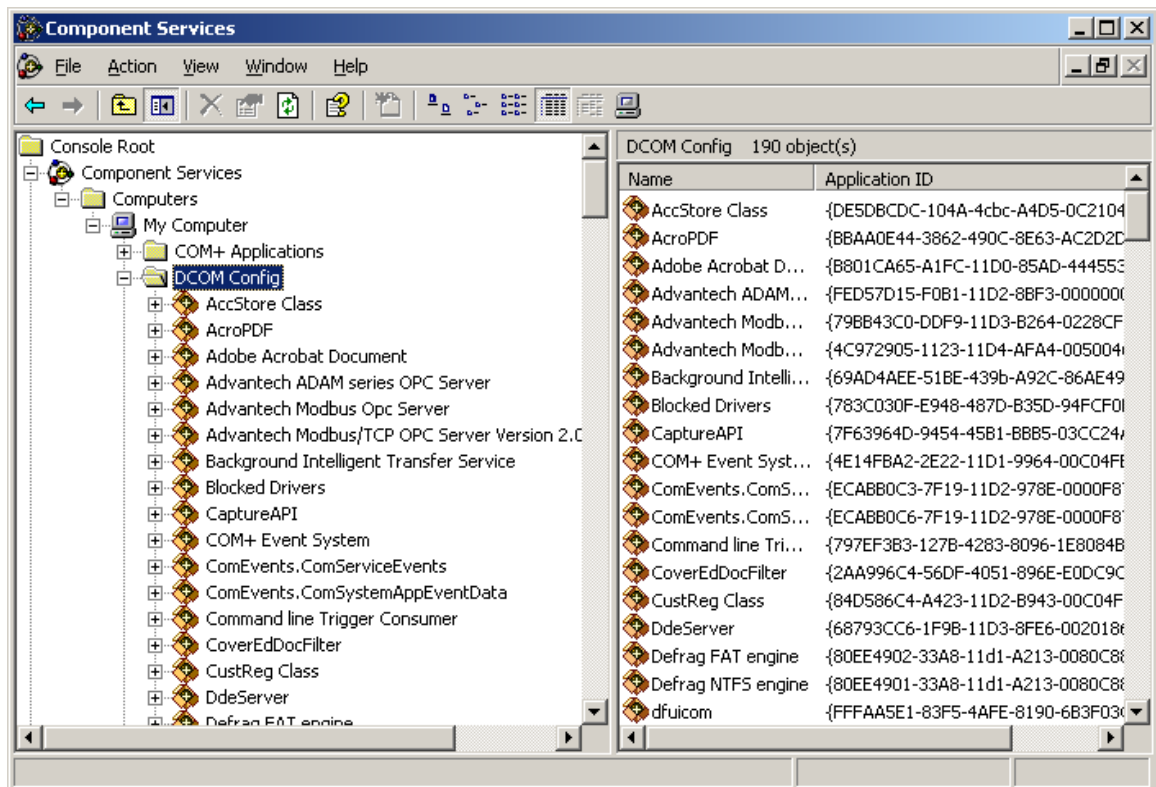 Component Services
File Action View Window Help
Console Root
Component Services
Computers
My Computer
COM+ Applications
DCOM Config
AccStore Class
AcroPDF
Adobe Acrobat Document
Advantech ADAM series OPC Server
Advantech Modbus Opc Server
Advantech Modbus/TCP OPC Server Version 2.0
Background Intelligent Transfer Service
Blocked Drivers
CaptureAPI
COM+ Event System
ComEvents.ComServiceEvents
ComEvents.ComSystemAppEventData
Command line Trigger Consumer
CoverEdDocFilter
CustReg Class
DdeServer
Defrag FAT engine
DCOM Config 190 object(s)
Name Application ID
AccStore Class {DE5DBCDC-104A-4cbc-A4D5-0C2104
AcroPDF {BBAA0E44-3862-490C-8E63-AC2D2D
Adobe Acrobat D... {B801CA65-A1FC-11D0-85AD-444553
Advantech ADAM... {FED57D15-F0B1-11D2-8BF3-0000000
Advantech Modb... {79BB43C0-DDF9-11D3-B264-0228CF
Advantech Modb... {4C972905-1123-11D4-AFA4-005004
Background Intelli... {69AD4AEE-51BE-439b-A92C-86AE49
Blocked Drivers {783C030F-E948-487D-B35D-94FCF0
CaptureAPI {7F63964D-9454-45B1-BBB5-03CC24
COM+ Event Syst... {4E14FBA2-2E22-11D1-9964-00C04FB
ComEvents.ComS... {ECABB0C3-7F19-11D2-978E-0000F8
ComEvents.ComS... {ECABB0C6-7F19-11D2-978E-0000F8
Command line Tri... {797EF3B3-127B-4283-8096-1E8084B
CoverEdDocFilter {2AA996C4-56DF-4051-896E-E0DC9C
CustReg Class {84D586C4-A423-11D2-B943-00C04F
DdeServer {68793CC6-1F9B-11D3-8FE6-0020186
Defrag FAT engine {80EE4902-33A8-11d1-A213-0080C88
Defrag NTFS engine {80EE4901-33A8-11d1-A213-0080C88
dfuicom {FFFAA5E1-83F5-4AFE-8190-6B3F03